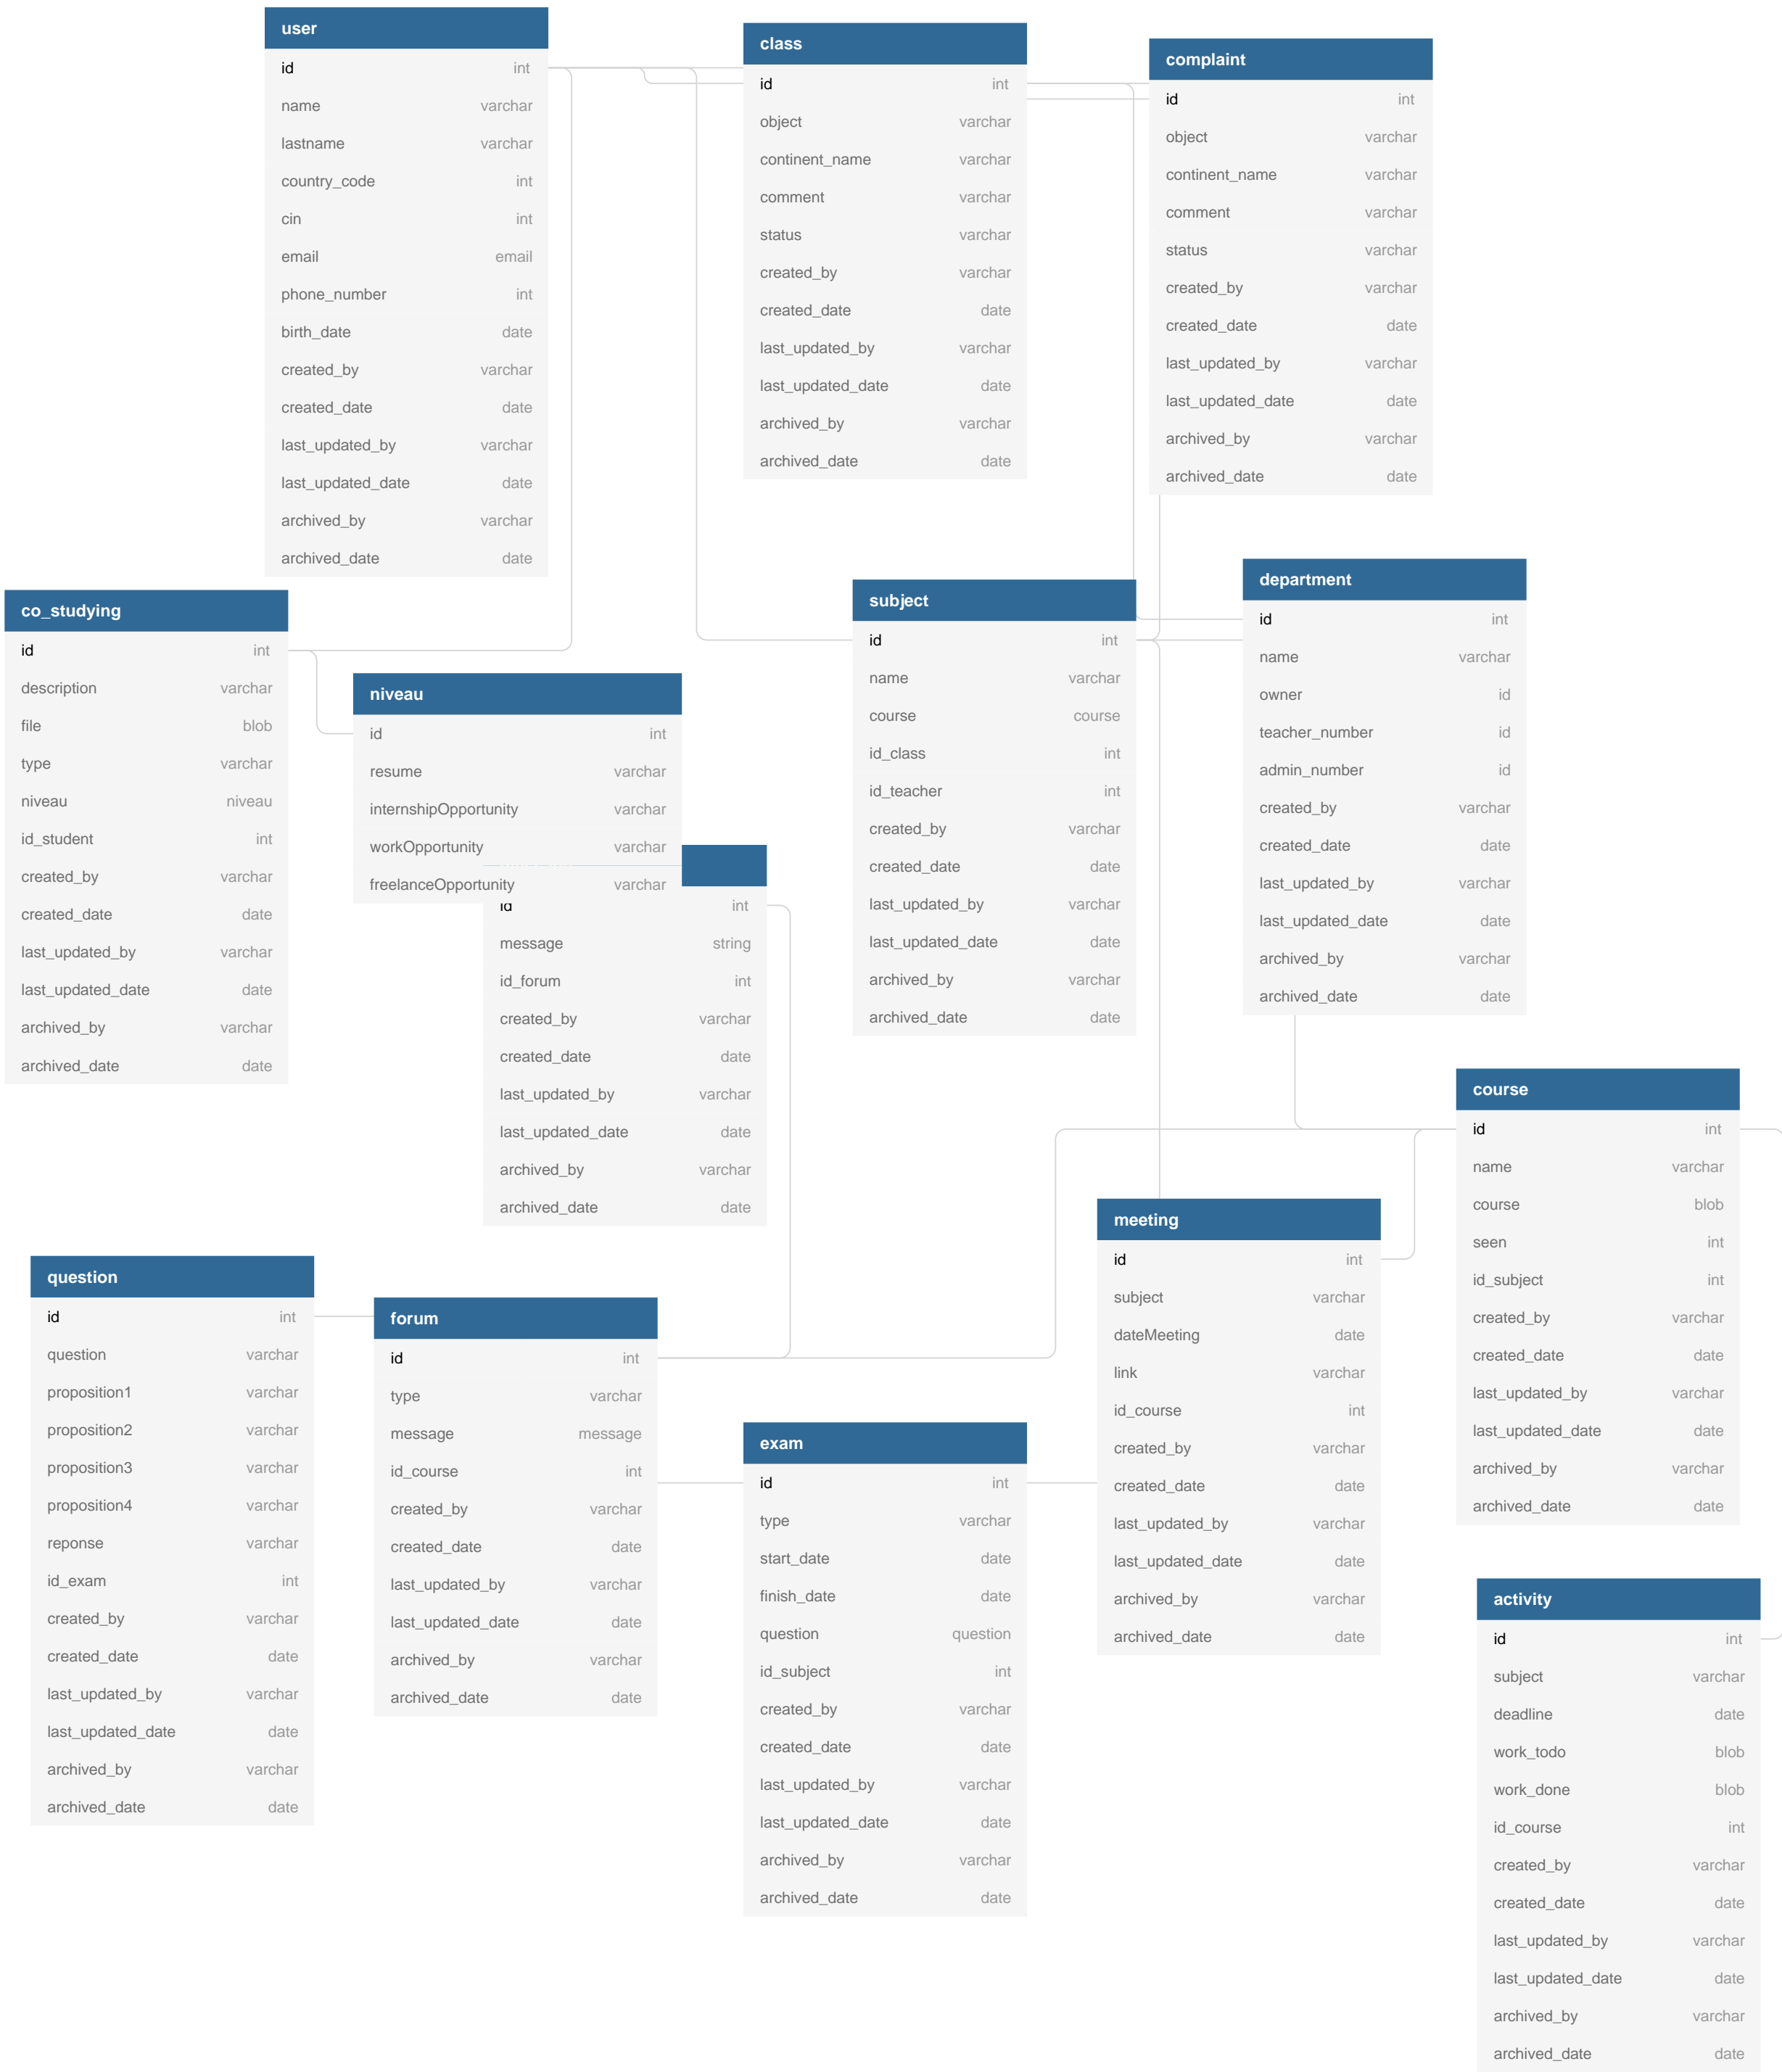 user
id int
name varchar
lastname varchar
country_code int
cin int
email email
phone_number int
birth_date date
created_by varchar
created_date date
last_updated_by varchar
last_updated_date date
archived_by varchar
archived_date date
class
id int
object varchar
continent_name varchar
comment varchar
status varchar
created_by varchar
created_date date
last_updated_by varchar
last_updated_date date
archived_by varchar
archived_date date
complaint
id int
object varchar
continent_name varchar
comment varchar
status varchar
created_by varchar
created_date date
last_updated_by varchar
last_updated_date date
archived_by varchar
archived_date date
co_studying
id int
description varchar
file blob
type varchar
niveau niveau
id_student int
created_by varchar
created_date date
last_updated_by varchar
last_updated_date date
archived_by varchar
archived_date date
niveau
id int
resume varchar
internshipOpportunity varchar
workOpportunity varchar
freelanceOpportunity varchar
id int
message string
id_forum int
created_by varchar
created_date date
last_updated_by varchar
last_updated_date date
archived_by varchar
archived_date date
subject
id int
name varchar
course course
id_class int
id_teacher int
created_by varchar
created_date date
last_updated_by varchar
last_updated_date date
archived_by varchar
archived_date date
department
id int
name varchar
owner id
teacher_number id
admin_number id
created_by varchar
created_date date
last_updated_by varchar
last_updated_date date
archived_by varchar
archived_date date
course
id int
name varchar
course blob
seen int
id_subject int
created_by varchar
created_date date
last_updated_by varchar
last_updated_date date
archived_by varchar
archived_date date
meeting
id int
subject varchar
dateMeeting date
link varchar
id_course int
created_by varchar
created_date date
last_updated_by varchar
last_updated_date date
archived_by varchar
archived_date date
question
id int
question varchar
proposition1 varchar
proposition2 varchar
proposition3 varchar
proposition4 varchar
reponse varchar
id_exam int
created_by varchar
created_date date
last_updated_by varchar
last_updated_date date
archived_by varchar
archived_date date
forum
id int
type varchar
message message
id_course int
created_by varchar
created_date date
last_updated_by varchar
last_updated_date date
archived_by varchar
archived_date date
exam
id int
type varchar
start_date date
finish_date date
question question
id_subject int
created_by varchar
created_date date
last_updated_by varchar
last_updated_date date
archived_by varchar
archived_date date
activity
id int
subject varchar
deadline date
work_todo blob
work_done blob
id_course int
created_by varchar
created_date date
last_updated_by varchar
last_updated_date date
archived_by varchar
archived_date date